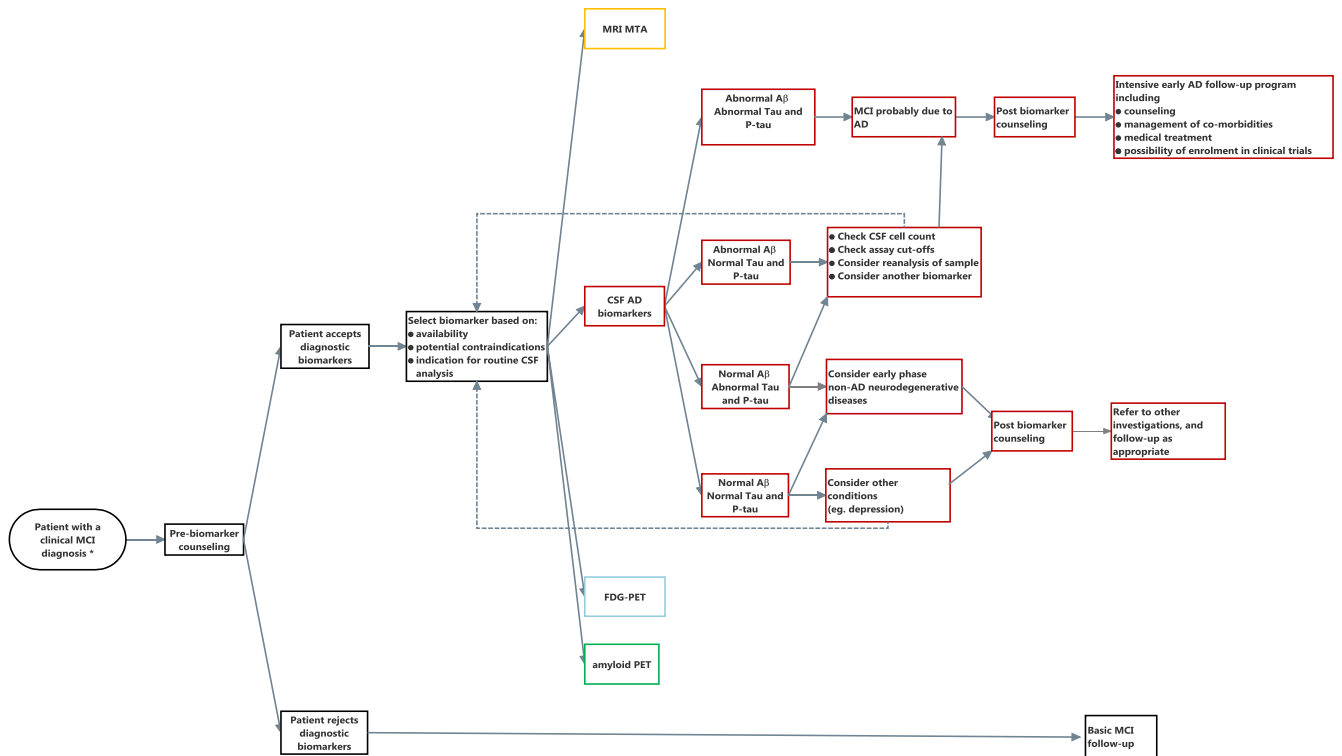 MRI MTA
Abnormal Aβ
Abnormal Tau and
P-tau
MCI probably due to
AD
Post biomarker
counseling
Intensive early AD follow-up program
including
● counseling
● management of co-morbidities
● medical treatment
● possibility of enrolment in clinical trials
Abnormal Aβ
Normal Tau and
P-tau
● Check CSF cell count
● Check assay cut-offs
● Consider reanalysis of sample
● Consider another biomarker
CSF AD
biomarkers
Patient accepts
diagnostic
biomarkers
Select biomarker based on:
● availability
● potential contraindications
● indication for routine CSF
analysis
Normal Aβ
Abnormal Tau
and P-tau
Consider early phase
non-AD neurodegenerative
diseases
Post biomarker
counseling
Refer to other
investigations, and
follow-up as
appropriate
Normal Aβ
Normal Tau and
P-tau
Consider other
conditions
(eg. depression)
Patient with a
clinical MCI
diagnosis *
Pre-biomarker
counseling
FDG-PET
amyloid PET
Patient rejects
diagnostic
biomarkers
Basic MCI
follow-up